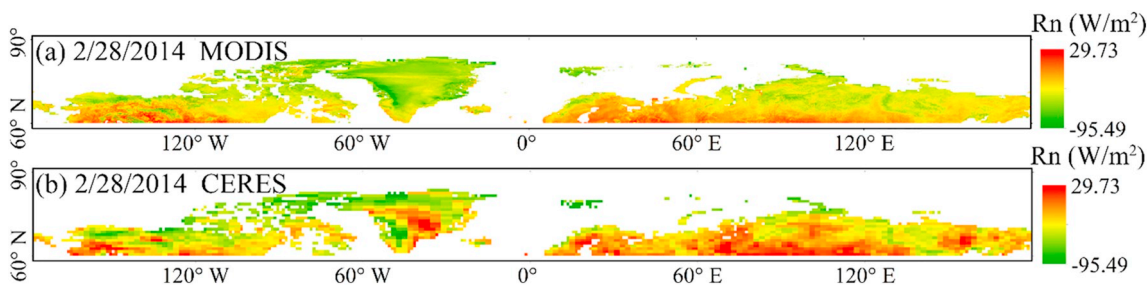 Rn (W/m²)
90°
(a) 2/28/2014 MODIS
29.73
N
60°
-95.49
120° W 60° W 0° 60° E 120° E
Rn (W/m²)
90°
(b) 2/28/2014 CERES
29.73
N
60°
-95.49
120° W 60° W 0° 60° E 120° E